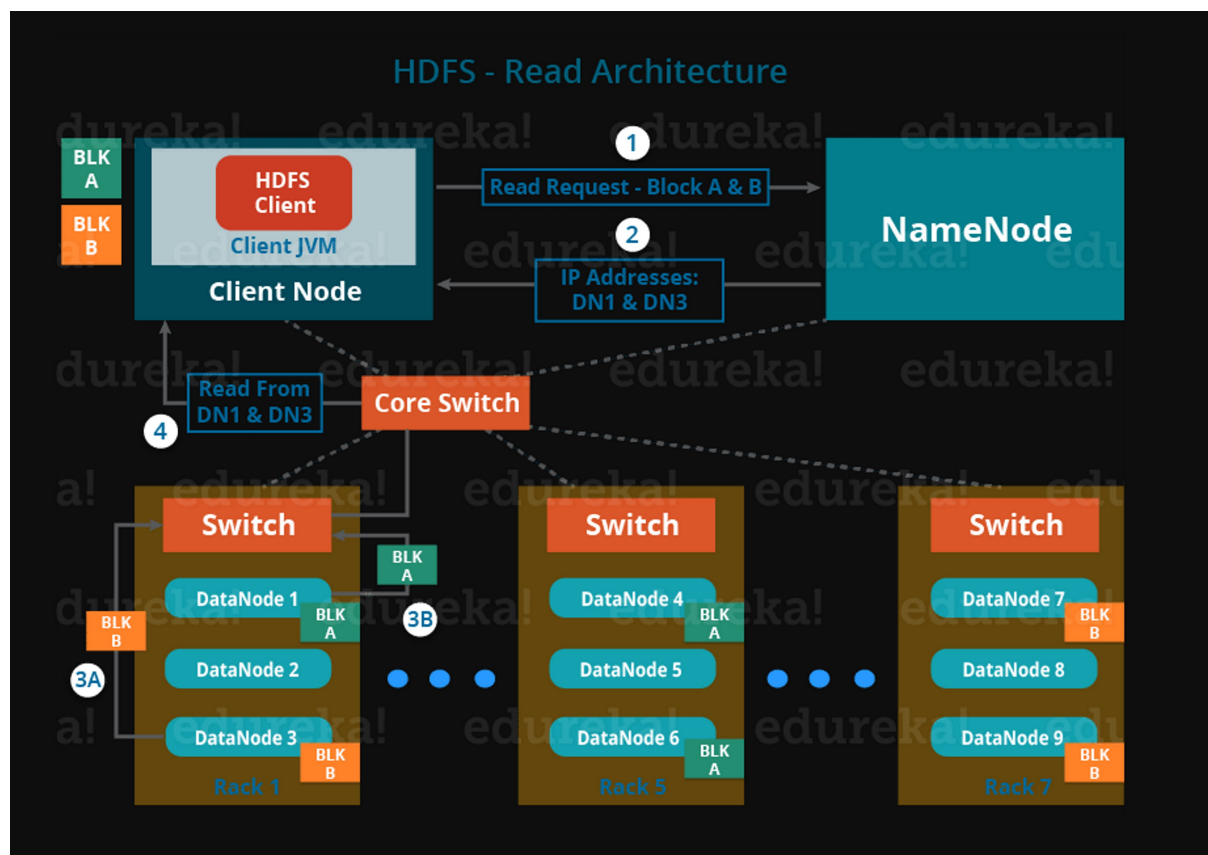 HDFS - Read Architecture
edureka!
BLK
A
BLK
B
HDFS
Client
Client JVM
Client Node
1
Read Request - Block A & B
2
IP Addresses:
DN1 & DN3
NameNode
Read From
DN1 & DN3
4
Core Switch
Switch
BLK
A
DataNode 1
BLK
A
3B
BLK
B
3A
DataNode 2
DataNode 3
BLK
B
Rack 1
Switch
DataNode 4
BLK
A
DataNode 5
DataNode 6
BLK
A
Rack 5
Switch
DataNode 7
BLK
B
DataNode 8
DataNode 9
BLK
B
Rack 7